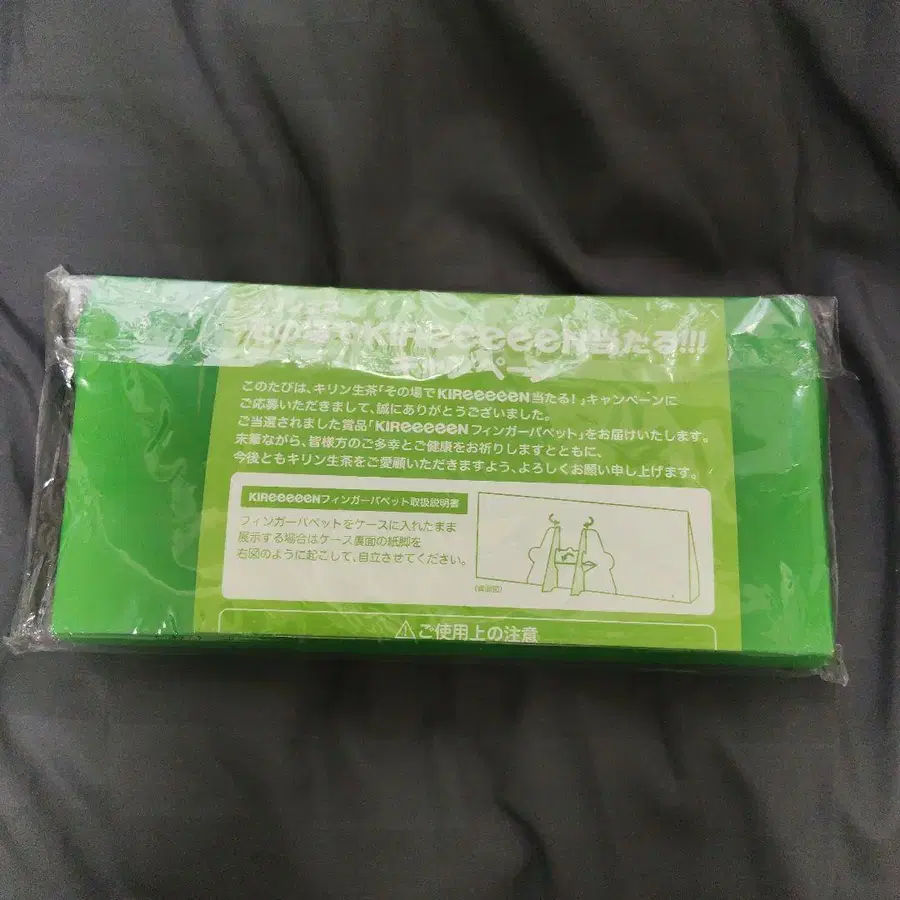 その場でKIReeeeeN当たる!!!
キャンペーン
このたびは、キリン生茶「その場でKIReeeeeN当たる!」キャンペーンに
ご応募いただきまして、誠にありがとうございました。
ご当選されました賞品「KIReeeeeNフィンガーパペット」をお届けいたします。
末筆ながら、皆様方のご多幸とご健康をお祈りしますとともに、
今後ともキリン生茶をご愛顧いただきますよう、よろしくお願い申し上げます。
KIReeeeeNフィンガーパペット取扱説明書
フィンガーパペットをケースに入れたまま
展示する場合はケース裏面の紙脚を
右図のように起こして、自立させてください。
(背面図)
⚠ご使用上の注意